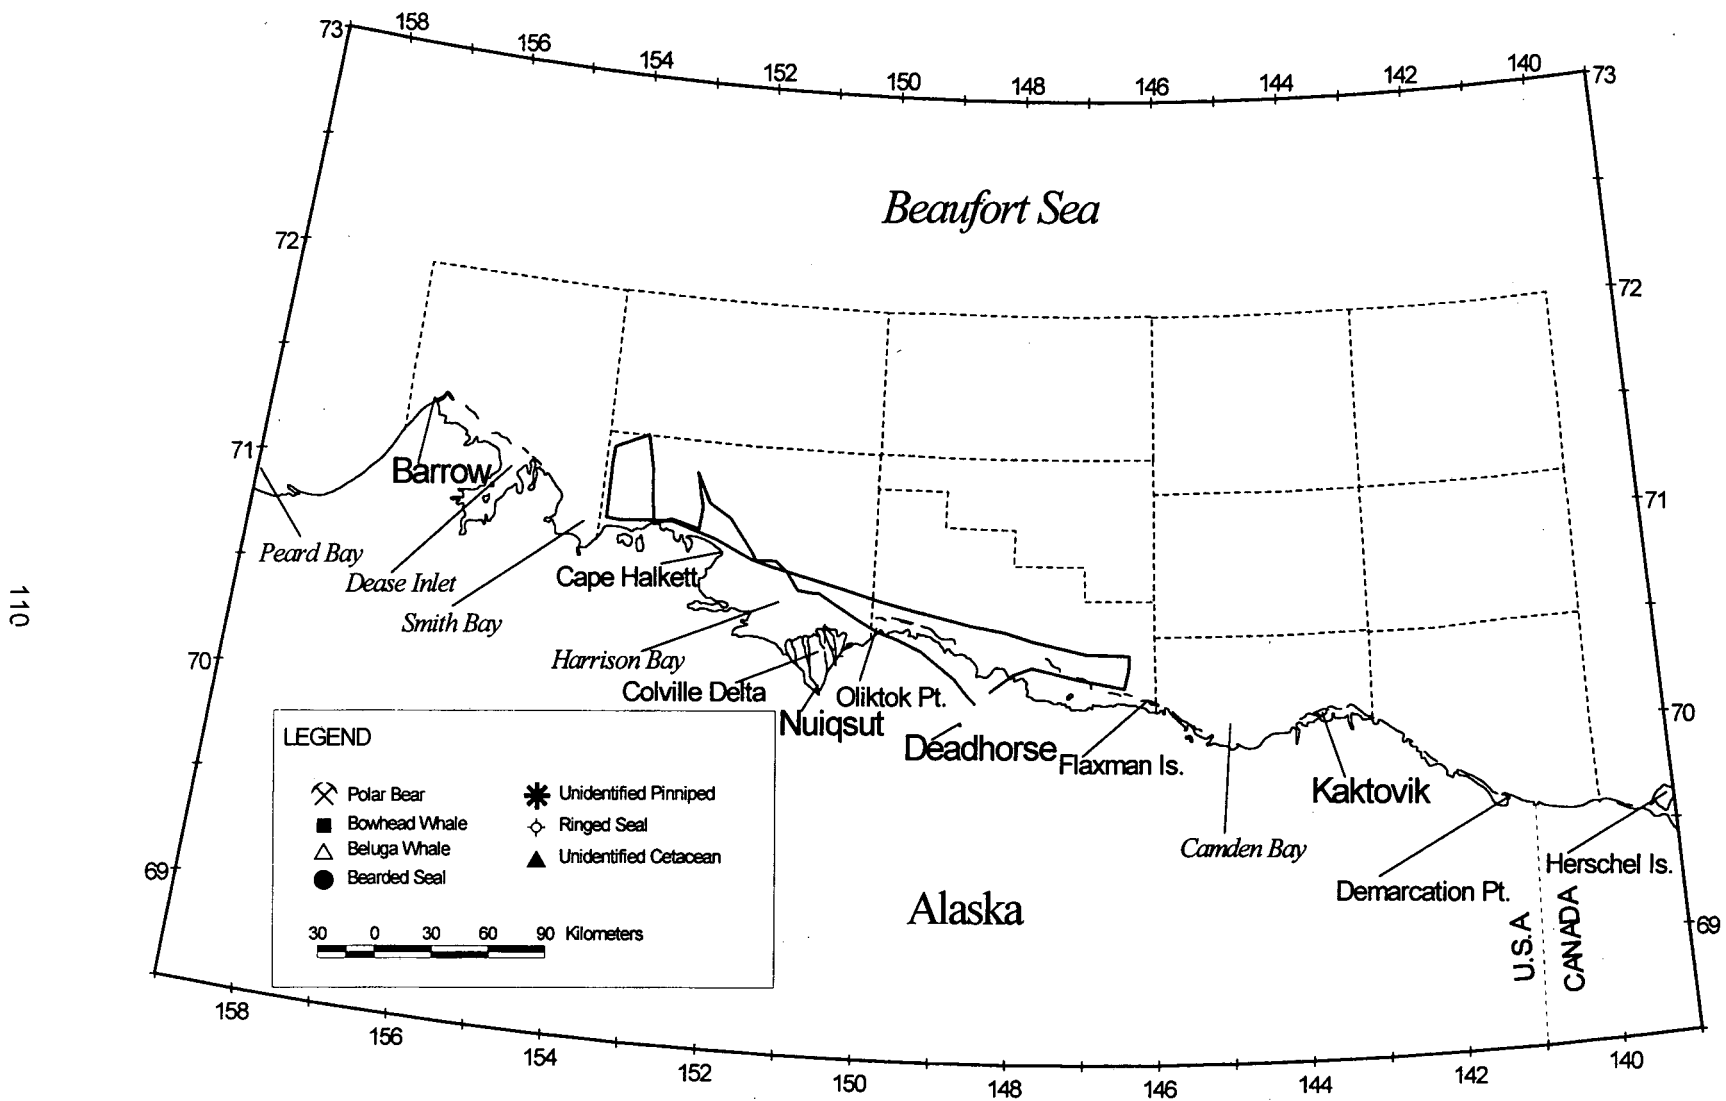 158
156
154
152
150
148
146
144
142
140
73
73
Beaufort Sea
72
72
71
71
Barrow
Peard Bay
Dease Inlet
Smith Bay
Cape Halkett
Harrison Bay
Colville Delta
Nuiqsut
Oliktok Pt.
Deadhorse
Flaxman Is.
Kaktovik
Camden Bay
Demarcation Pt.
Herschel Is.
70
70
110
LEGEND
Polar Bear
Bowhead Whale
Beluga Whale
Bearded Seal
Unidentified Pinniped
Ringed Seal
Unidentified Cetacean
30 0 30 60 90 Kilometers
Alaska
U.S.A
CANADA
69
69
158
156
154
152
150
148
146
144
142
140